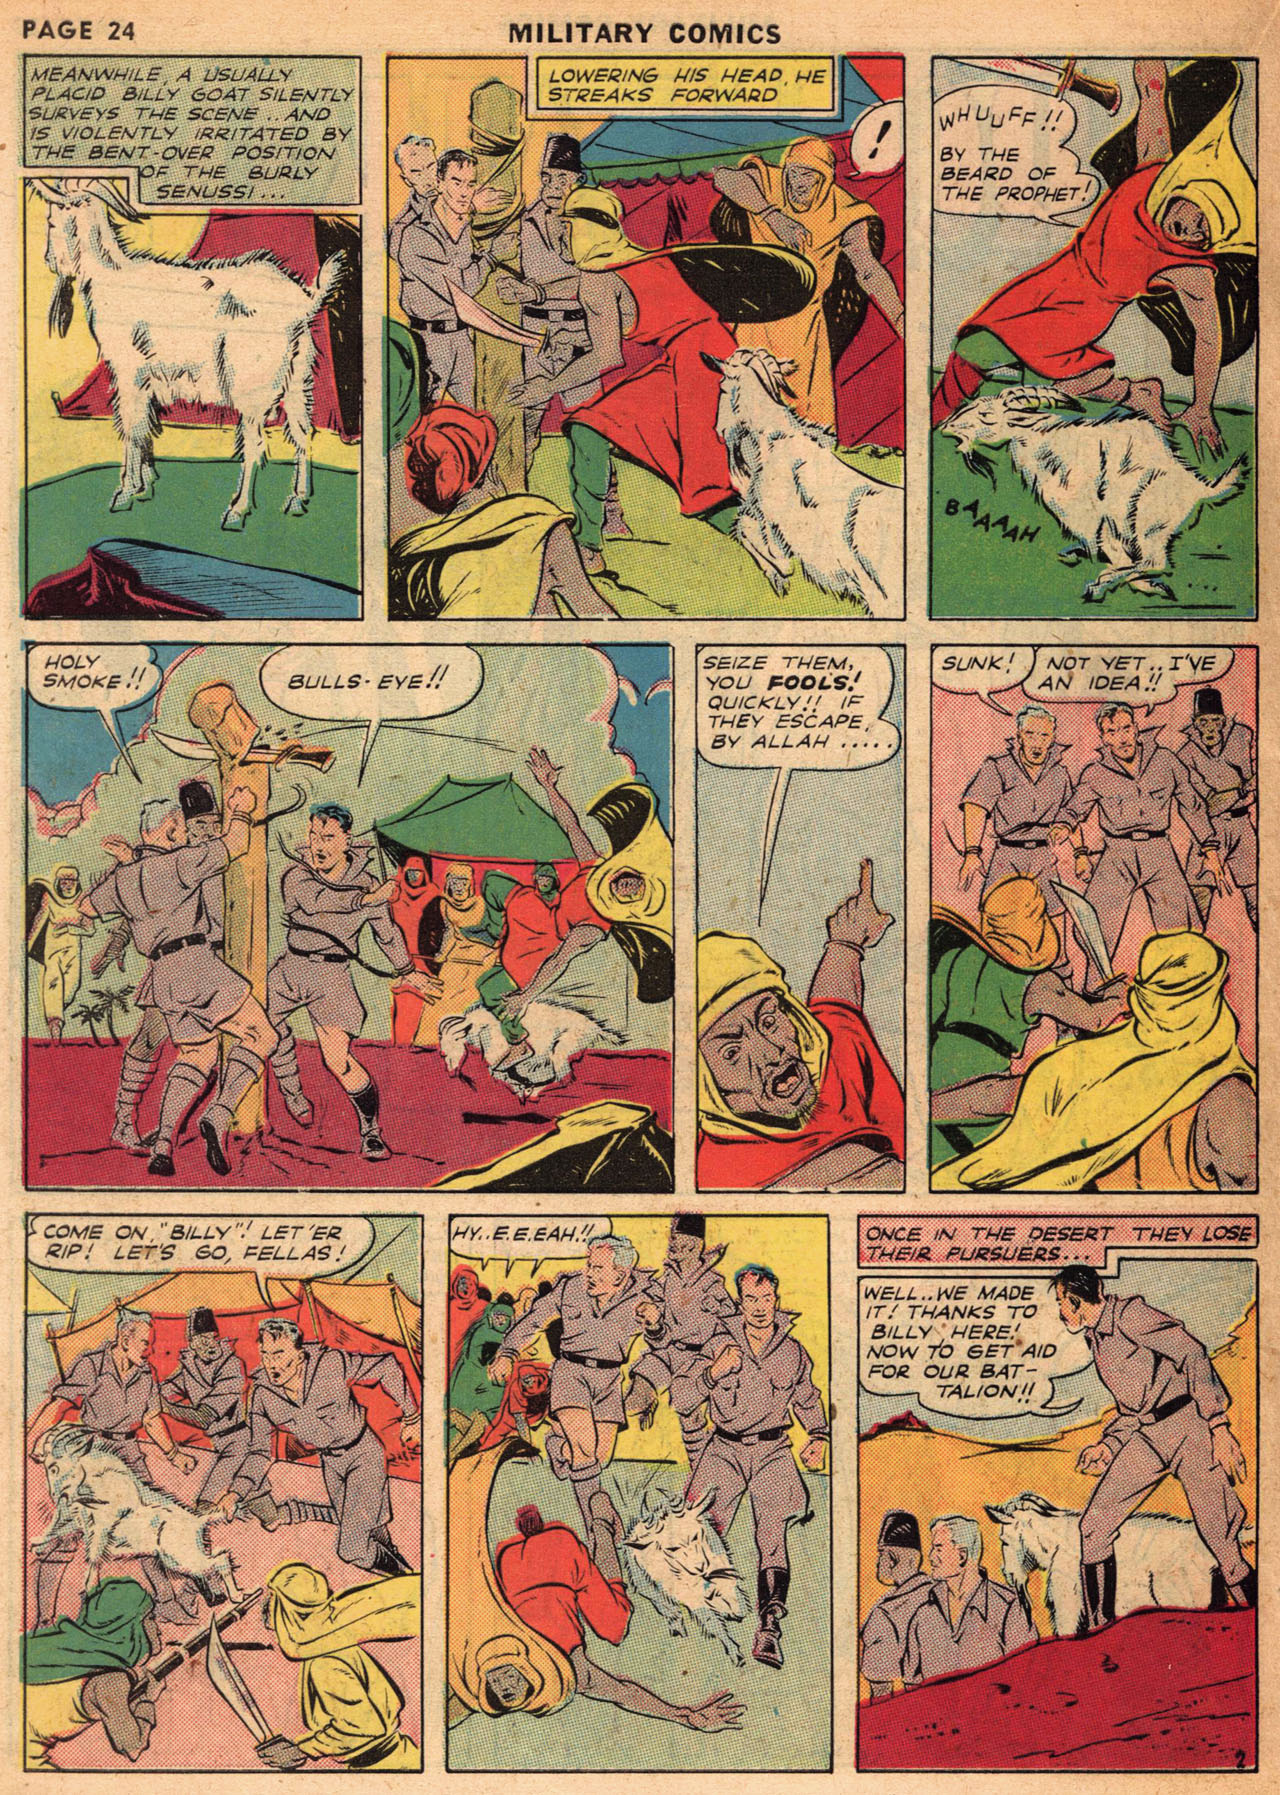 PAGE 24
MILITARY COMICS
MEANWHILE, A USUALLY
PLACID BILLY GOAT SILENTLY
SURVEYS THE SCENE .. AND
IS VIOLENTLY IRRITATED BY
THE BENT-OVER POSITION
OF THE BURLY
SENUSSI...
LOWERING HIS HEAD, HE
STREAKS FORWARD
!
WHUUFF!!
BY THE
BEARD OF
THE PROPHET!
BAAAAH
HOLY
SMOKE!!
BULLS-EYE!!
SEIZE THEM,
YOU FOOLS!
QUICKLY!! IF
THEY ESCAPE,
BY ALLAH .....
SUNK!
NOT YET.. I'VE
AN IDEA!!
COME ON, "BILLY"! LET'ER
RIP! LET'S GO, FELLAS!
HY..E.E.EAH!!
ONCE IN THE DESERT THEY LOSE
THEIR PURSUERS...
WELL..WE MADE
IT! THANKS TO
BILLY HERE!
NOW TO GET AID
FOR OUR BAT-
TALION!!
2